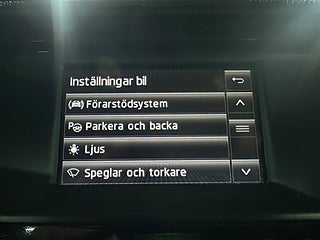 Inställningar bil
Förarstödsystem
Parkera och backa
Ljus
Speglar och torkare